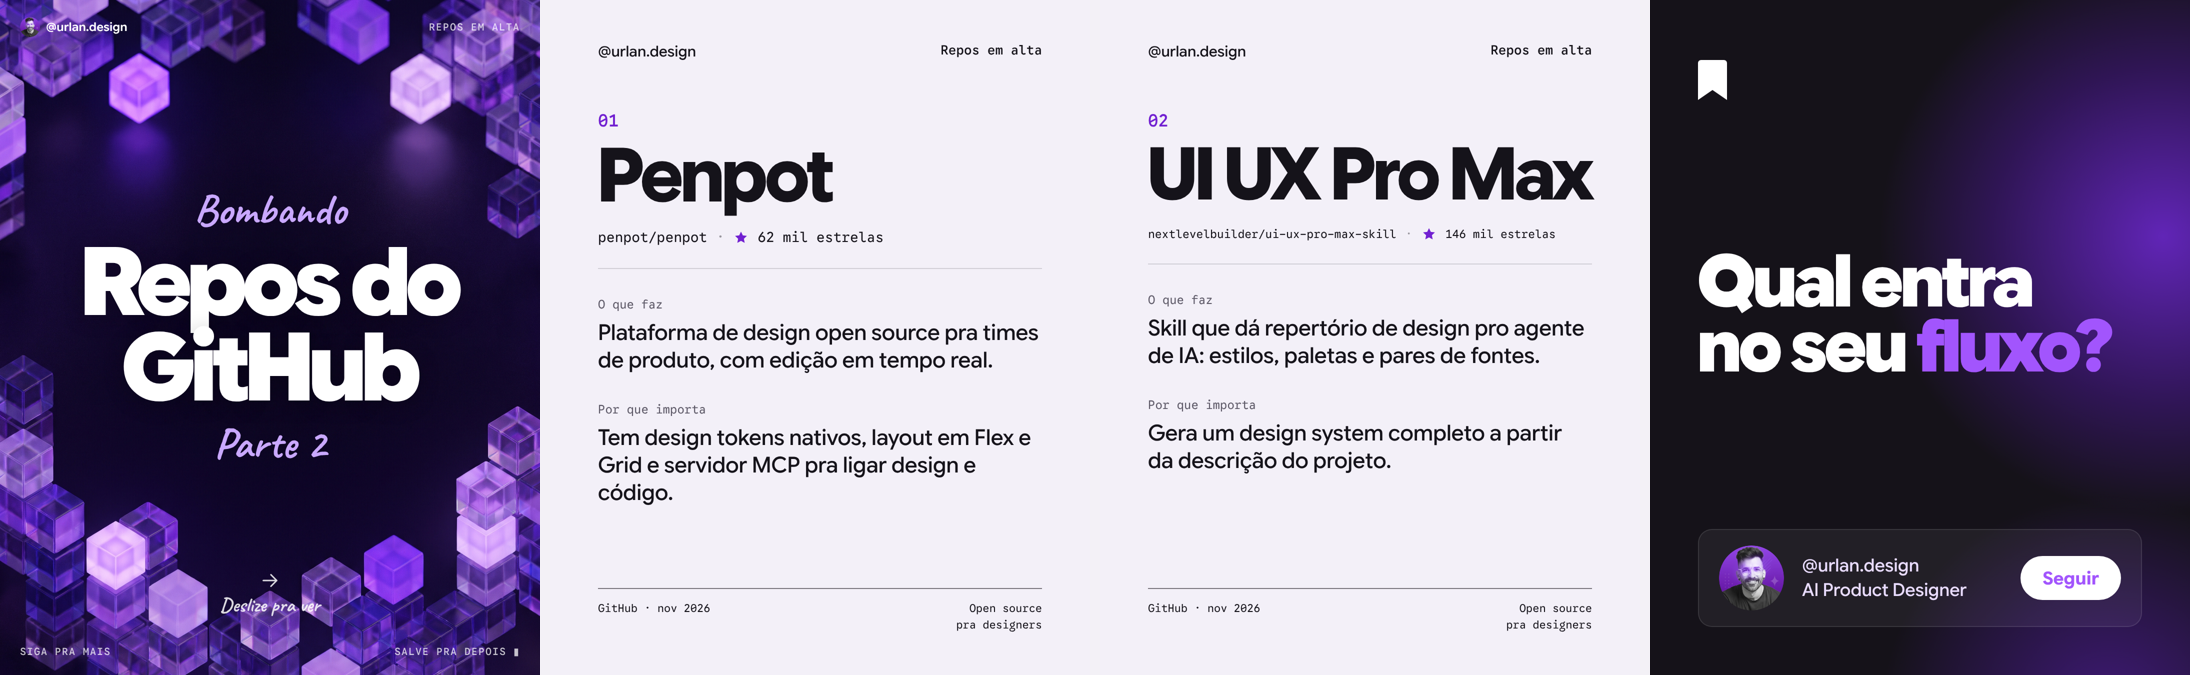 @urlan.design
REPOS EM ALTA
Bombando
Repos do
GitHub
Parte 2
Deslize pra ver
SIGA PRA MAIS
SALVE PRA DEPOIS
@urlan.design
Repos em alta
01
Penpot
penpot/penpot · ★ 62 mil estrelas
O que faz
Plataforma de design open source pra times
de produto, com edição em tempo real.
Por que importa
Tem design tokens nativos, layout em Flex e
Grid e servidor MCP pra ligar design e
código.
GitHub · nov 2026
Open source
pra designers
@urlan.design
Repos em alta
02
UI UX Pro Max
nextlevelbuilder/ui-ux-pro-max-skill · ★ 146 mil estrelas
O que faz
Skill que dá repertório de design pro agente
de IA: estilos, paletas e pares de fontes.
Por que importa
Gera um design system completo a partir
da descrição do projeto.
GitHub · nov 2026
Open source
pra designers
Qual entra
no seu fluxo?
@urlan.design
AI Product Designer
Seguir